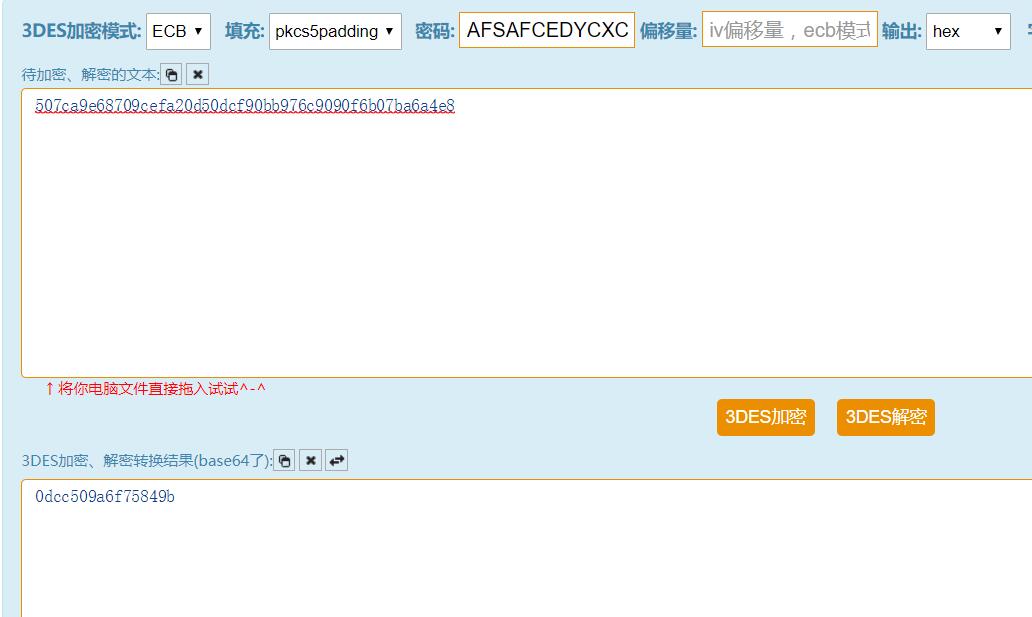 3DES加密模式: ECB 填充: pkcs5padding 密码: AFSAFCEDYCXC 偏移量: iv偏移量，ecb模式 输出: hex
待加密、解密的文本:
507ca9e68709cefa20d50dcf90bb976c9090f6b07ba6a4e8
↑将你电脑文件直接拖入试试^-^
3DES加密 3DES解密
3DES加密、解密转换结果(base64了):
0dcc509a6f75849b